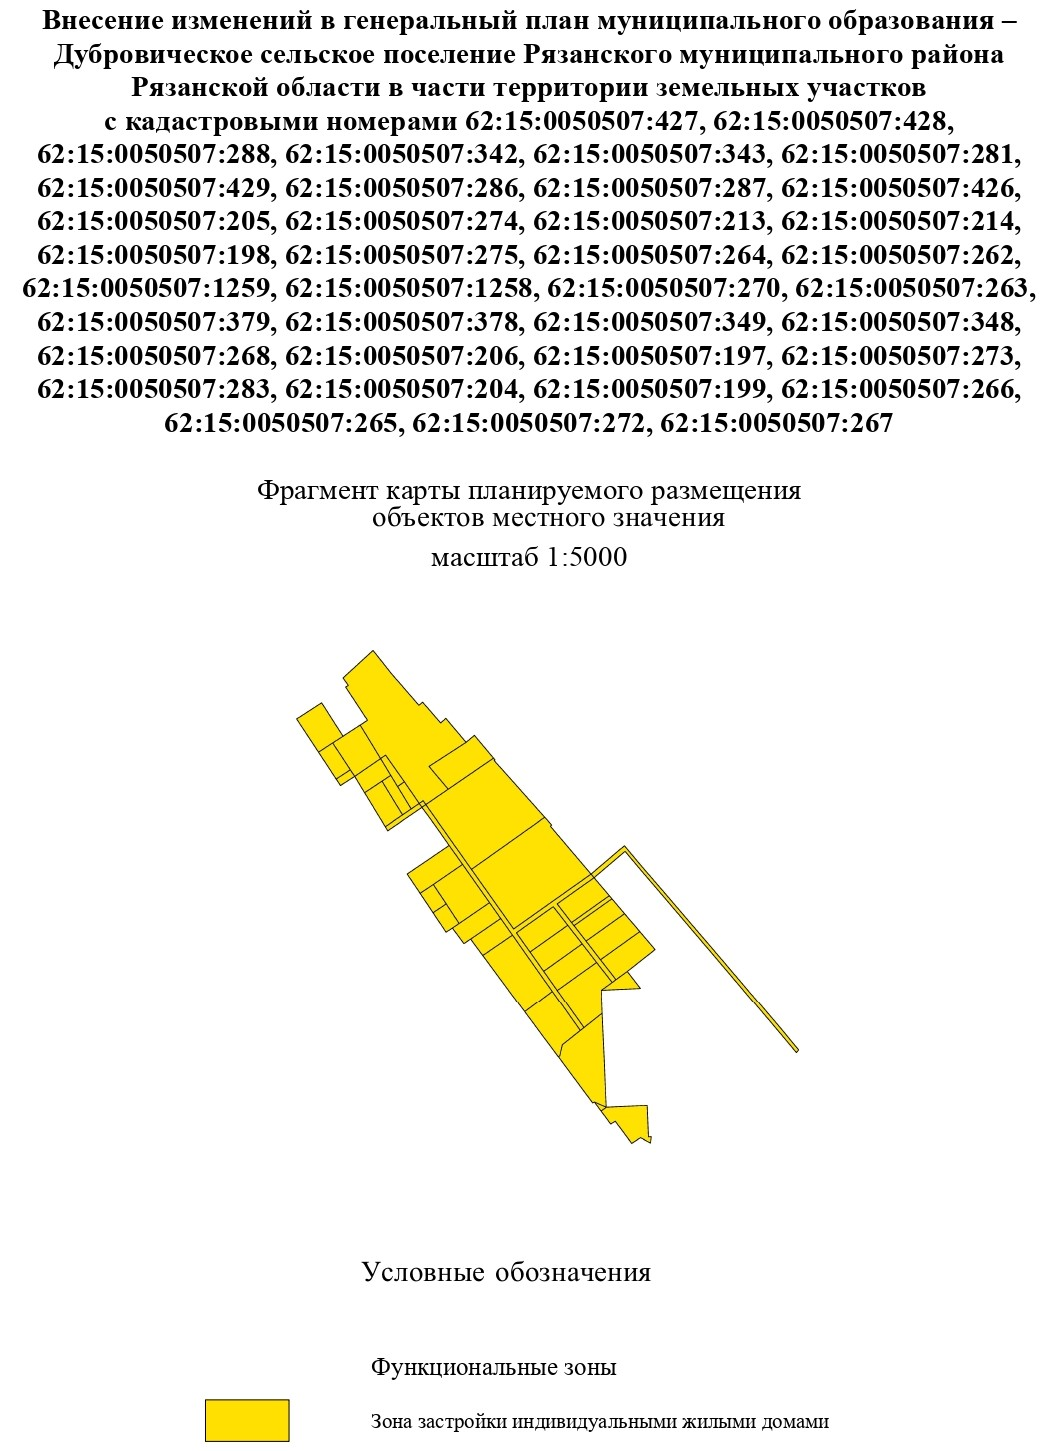 Внесение изменений в генеральный план муниципального образования –
Дубровическое сельское поселение Рязанского муниципального района
Рязанской области в части территории земельных участков
с кадастровыми номерами 62:15:0050507:427, 62:15:0050507:428,
62:15:0050507:288, 62:15:0050507:342, 62:15:0050507:343, 62:15:0050507:281,
62:15:0050507:429, 62:15:0050507:286, 62:15:0050507:287, 62:15:0050507:426,
62:15:0050507:205, 62:15:0050507:274, 62:15:0050507:213, 62:15:0050507:214,
62:15:0050507:198, 62:15:0050507:275, 62:15:0050507:264, 62:15:0050507:262,
62:15:0050507:1259, 62:15:0050507:1258, 62:15:0050507:270, 62:15:0050507:263,
62:15:0050507:379, 62:15:0050507:378, 62:15:0050507:349, 62:15:0050507:348,
62:15:0050507:268, 62:15:0050507:206, 62:15:0050507:197, 62:15:0050507:273,
62:15:0050507:283, 62:15:0050507:204, 62:15:0050507:199, 62:15:0050507:266,
62:15:0050507:265, 62:15:0050507:272, 62:15:0050507:267
Фрагмент карты планируемого размещения
объектов местного значения
масштаб 1:5000
Условные обозначения
Функциональные зоны
Зона застройки индивидуальными жилыми домами